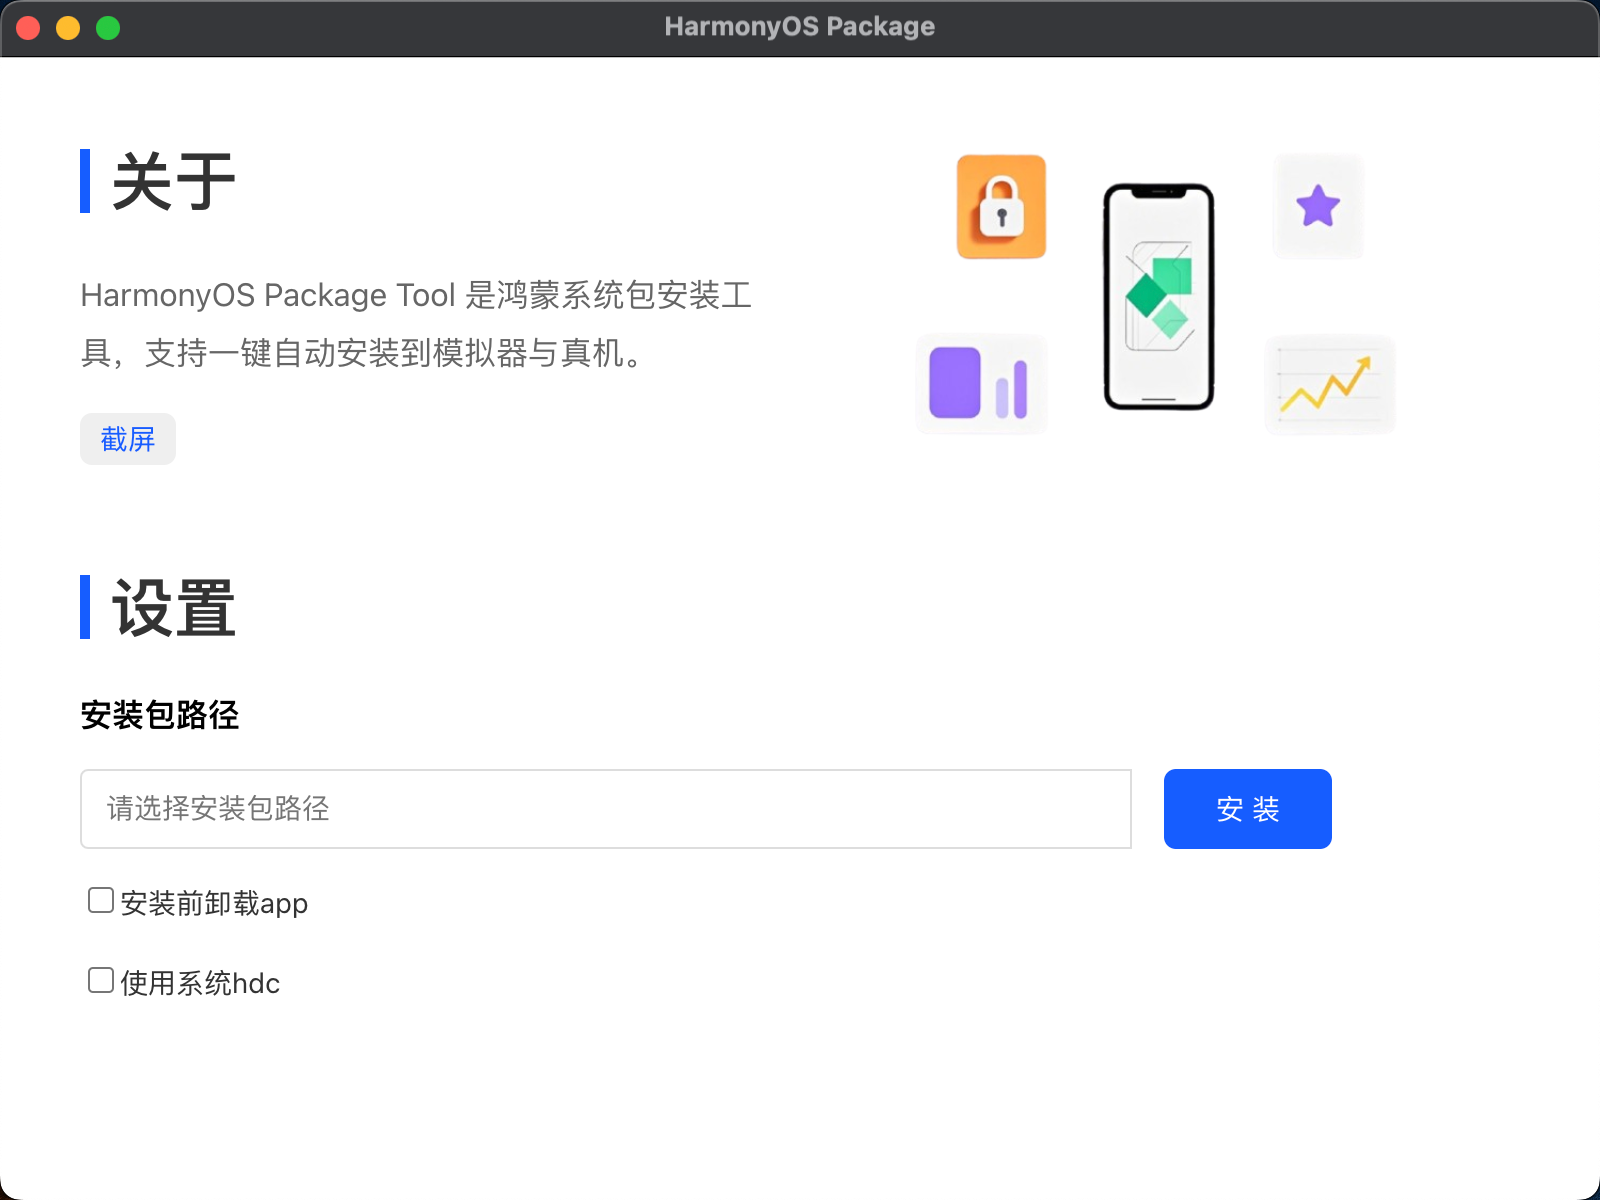 HarmonyOS Package
关于
HarmonyOS Package Tool 是鸿蒙系统包安装工
具，支持一键自动安装到模拟器与真机。
截屏
设置
安装包路径
请选择安装包路径
安 装
安装前卸载app
使用系统hdc